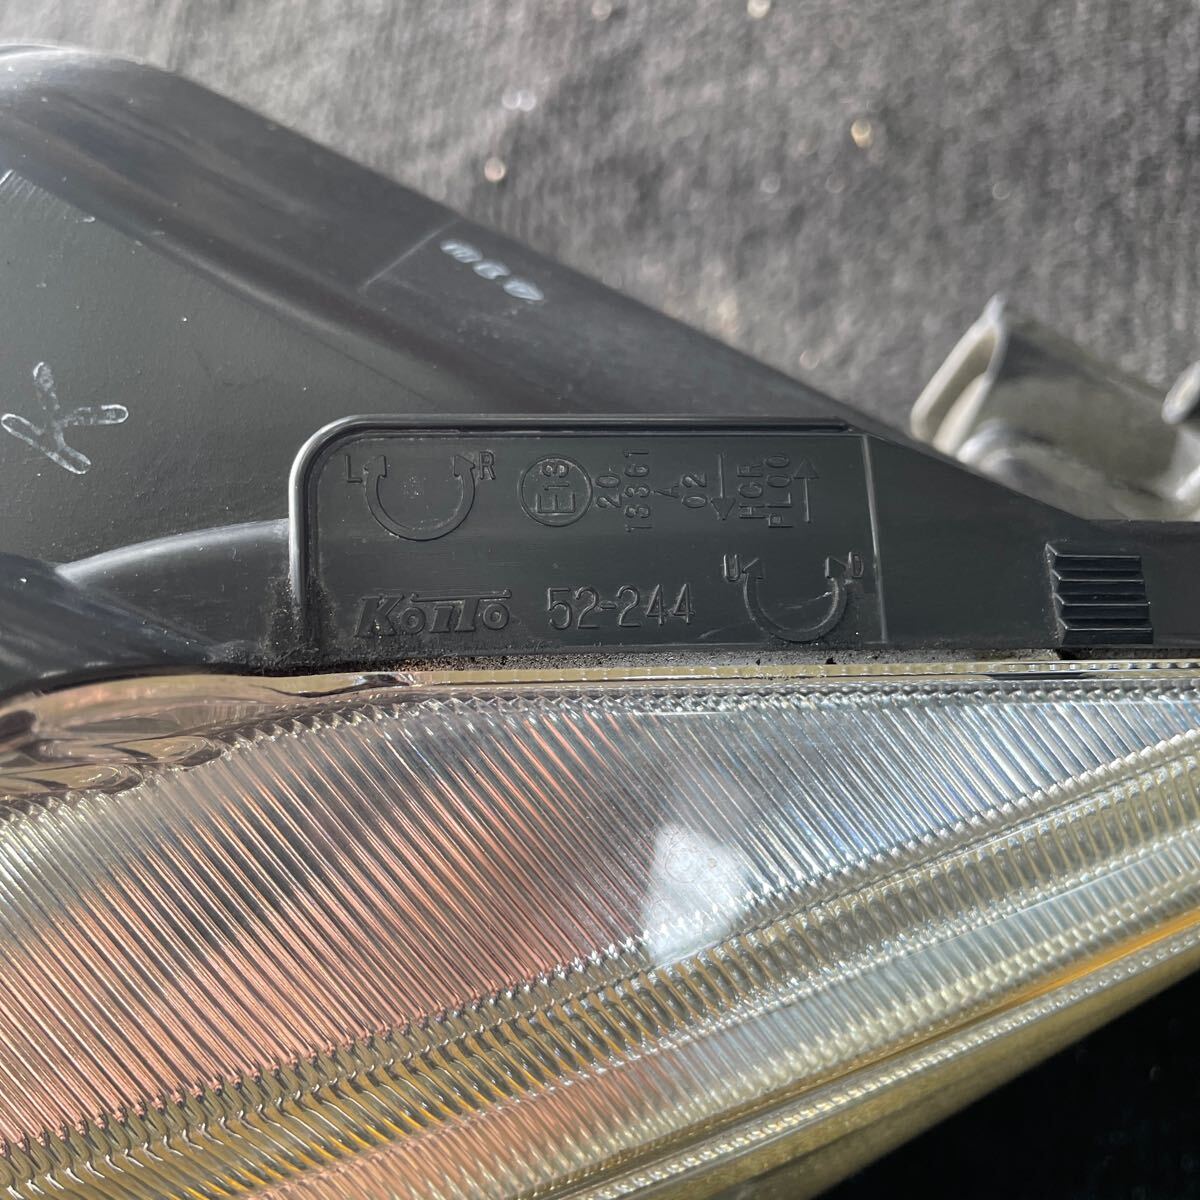 K
L R
E13
20-
18361
A
02
HCR
PL00
U D
KoiTo 52-244